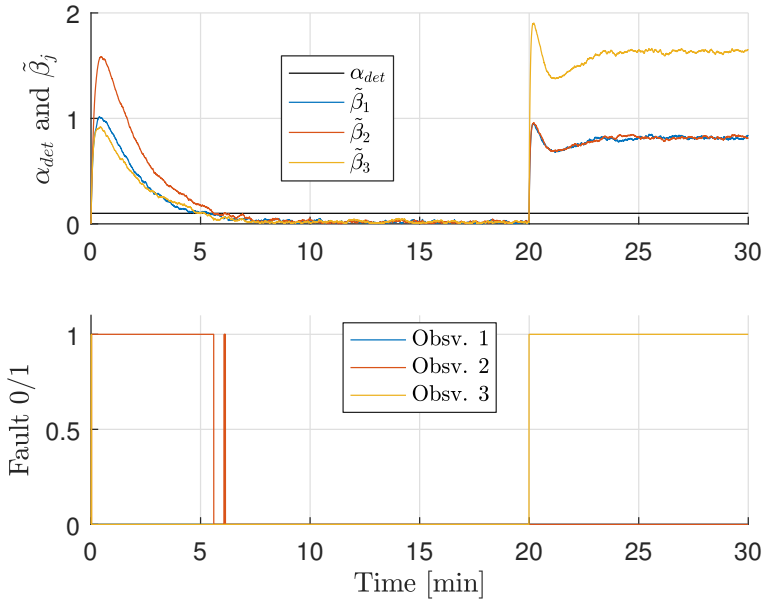 2
1
0
α_det and β̃_j
α_det
β̃_1
β̃_2
β̃_3
0 5 10 15 20 25 30
1
0.5
0
Fault 0/1
Obsv. 1
Obsv. 2
Obsv. 3
0 5 10 15 20 25 30
Time [min]